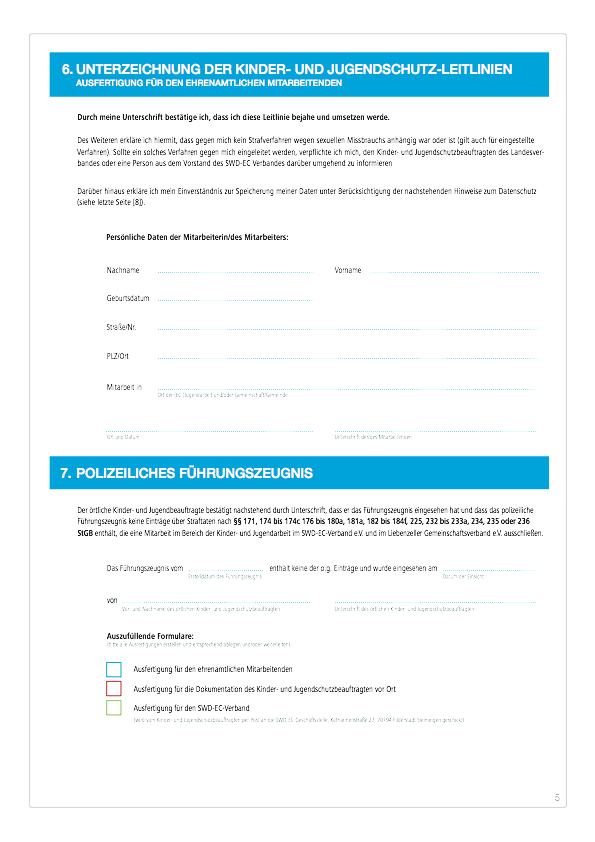 6. UNTERZEICHNUNG DER KINDER- UND JUGENDSCHUTZ-LEITLINIEN
AUSFERTIGUNG FÜR DEN EHRENAMTLICHEN MITARBEITENDEN
Durch meine Unterschrift bestätige ich, dass ich diese Leitlinie bejahe und umsetzen werde.
Des Weiteren erkläre ich hiermit, dass gegen mich kein Strafverfahren wegen sexuellen Missbrauchs anhängig war oder ist (gilt auch für eingestellte
Verfahren). Sollte ein solches Verfahren gegen mich eingeleitet werden, verpflichte ich mich, den Kinder- und Jugendschutzbeauftragten des Landesver-
bandes oder eine Person aus dem Vorstand des SWD-EC Verbandes darüber umgehend zu informieren
Darüber hinaus erkläre ich mein Einverständnis zur Speicherung meiner Daten unter Berücksichtigung der nachstehenden Hinweise zum Datenschutz
(siehe letzte Seite [8]).
Persönliche Daten der Mitarbeiterin/des Mitarbeiters:
Nachname Vorname
Geburtsdatum
Straße/Nr.
PLZ/Ort
Mitarbeit in
Ort der (EC-)Jugendarbeit und/oder Gemeinschaft/Gemeinde
Ort und Datum Unterschrift der/des Mitarbeitenden
7. POLIZEILICHES FÜHRUNGSZEUGNIS
Der örtliche Kinder- und Jugendbeauftragte bestätigt nachstehend durch Unterschrift, dass er das Führungszeugnis eingesehen hat und dass das polizeiliche
Führungszeugnis keine Einträge über Straftaten nach §§ 171, 174 bis 174c 176 bis 180a, 181a, 182 bis 184f, 225, 232 bis 233a, 234, 235 oder 236
StGB enthält, die eine Mitarbeit im Bereich der Kinder- und Jugendarbeit im SWD-EC-Verband e.V. und im Liebenzeller Gemeinschaftsverband e.V. ausschließen.
Das Führungszeugnis vom enthält keine der o.g. Einträge und wurde eingesehen am
Erstelldatum des Führungszeugnis Datum der Einsicht
von
Vor- und Nachname des örtlichen Kinder- und Jugendschutzbeauftragten Unterschrift des örtlichen Kinder- und Jugendschutzbeauftragten
Auszufüllende Formulare:
(bitte alle Ausfertigungen erstellen und entsprechend ablegen und/oder weiterleiten)
Ausfertigung für den ehrenamtlichen Mitarbeitenden
Ausfertigung für die Dokumentation des Kinder- und Jugendschutzbeauftragten vor Ort
Ausfertigung für den SWD-EC-Verband
(wird vom Kinder- und Jugendschutzbeauftragten per Post an die SWD-EC Geschäftsstelle, Katharinenstraße 27, 70794 Filderstadt gesendet)
5